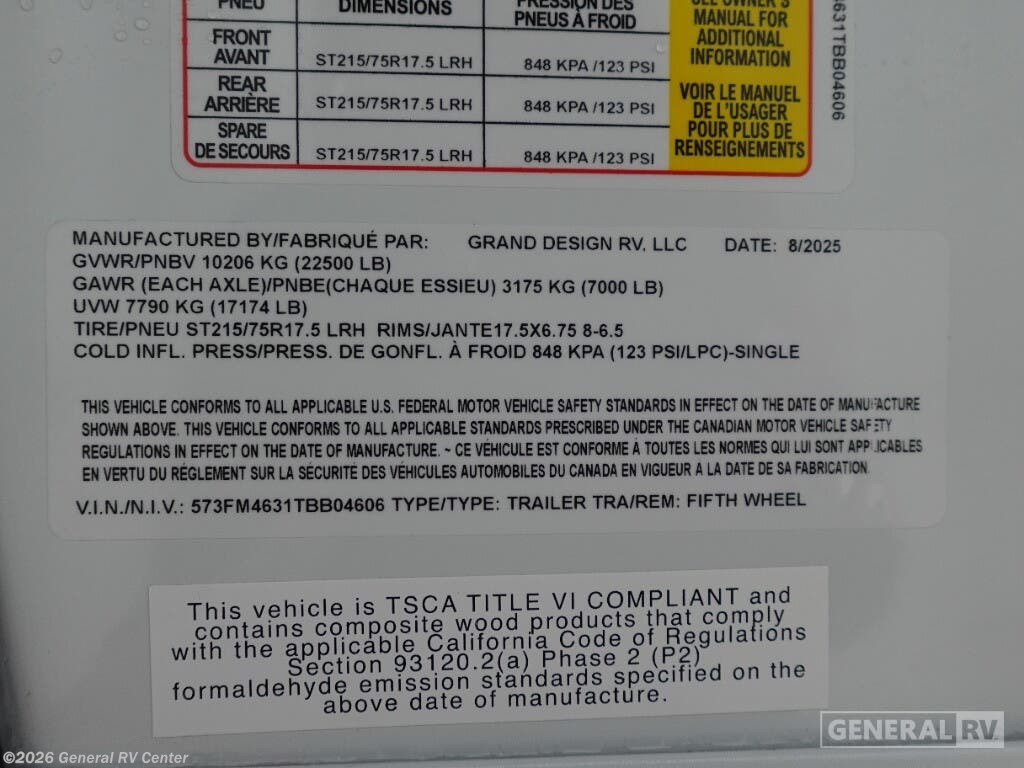 PNEU DIMENSIONS PRESSION DES
PNEUS À FROID
FRONT
AVANT ST215/75R17.5 LRH 848 KPA /123 PSI
REAR
ARRIÈRE ST215/75R17.5 LRH 848 KPA /123 PSI
SPARE
DE SECOURS ST215/75R17.5 LRH 848 KPA /123 PSI
SEE OWNER'S
MANUAL FOR
ADDITIONAL
INFORMATION
VOIR LE MANUEL
DE L'USAGER
POUR PLUS DE
RENSEIGNEMENTS
4631TBB04606
MANUFACTURED BY/FABRIQUÉ PAR: GRAND DESIGN RV, LLC DATE: 8/2025
GVWR/PNBV 10206 KG (22500 LB)
GAWR (EACH AXLE)/PNBE(CHAQUE ESSIEU) 3175 KG (7000 LB)
UVW 7790 KG (17174 LB)
TIRE/PNEU ST215/75R17.5 LRH RIMS/JANTE17.5X6.75 8-6.5
COLD INFL. PRESS/PRESS. DE GONFL. À FROID 848 KPA (123 PSI/LPC)-SINGLE
THIS VEHICLE CONFORMS TO ALL APPLICABLE U.S. FEDERAL MOTOR VEHICLE SAFETY STANDARDS IN EFFECT ON THE DATE OF MANUFACTURE
SHOWN ABOVE. THIS VEHICLE CONFORMS TO ALL APPLICABLE STANDARDS PRESCRIBED UNDER THE CANADIAN MOTOR VEHICLE SAFETY
REGULATIONS IN EFFECT ON THE DATE OF MANUFACTURE. ~ CE VÉHICULE EST CONFORME À TOUTES LES NORMES QUI LUI SONT APPLICABLES
EN VERTU DU RÉGLEMENT SUR LA SÉCURITÉ DES VÉHICULES AUTOMOBILES DU CANADA EN VIGUEUR A LA DATE DE SA FABRICATION.
V.I.N./N.I.V.: 573FM4631TBB04606 TYPE/TYPE: TRAILER TRA/REM: FIFTH WHEEL
This vehicle is TSCA TITLE VI COMPLIANT and
contains composite wood products that comply
with the applicable California Code of Regulations
Section 93120.2(a) Phase 2 (P2)
formaldehyde emission standards specified on the
above date of manufacture.
GENERAL RV
©2026 General RV Center